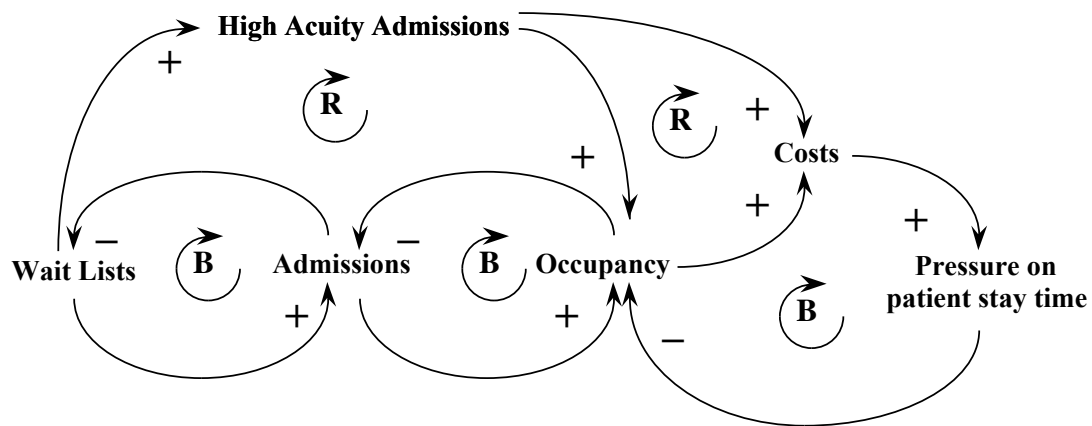 High Acuity Admissions
+
R
R
+
Costs
+
+
+
−
B
−
B
Wait Lists
Admissions
Occupancy
Pressure on
patient stay time
+
+
−
B